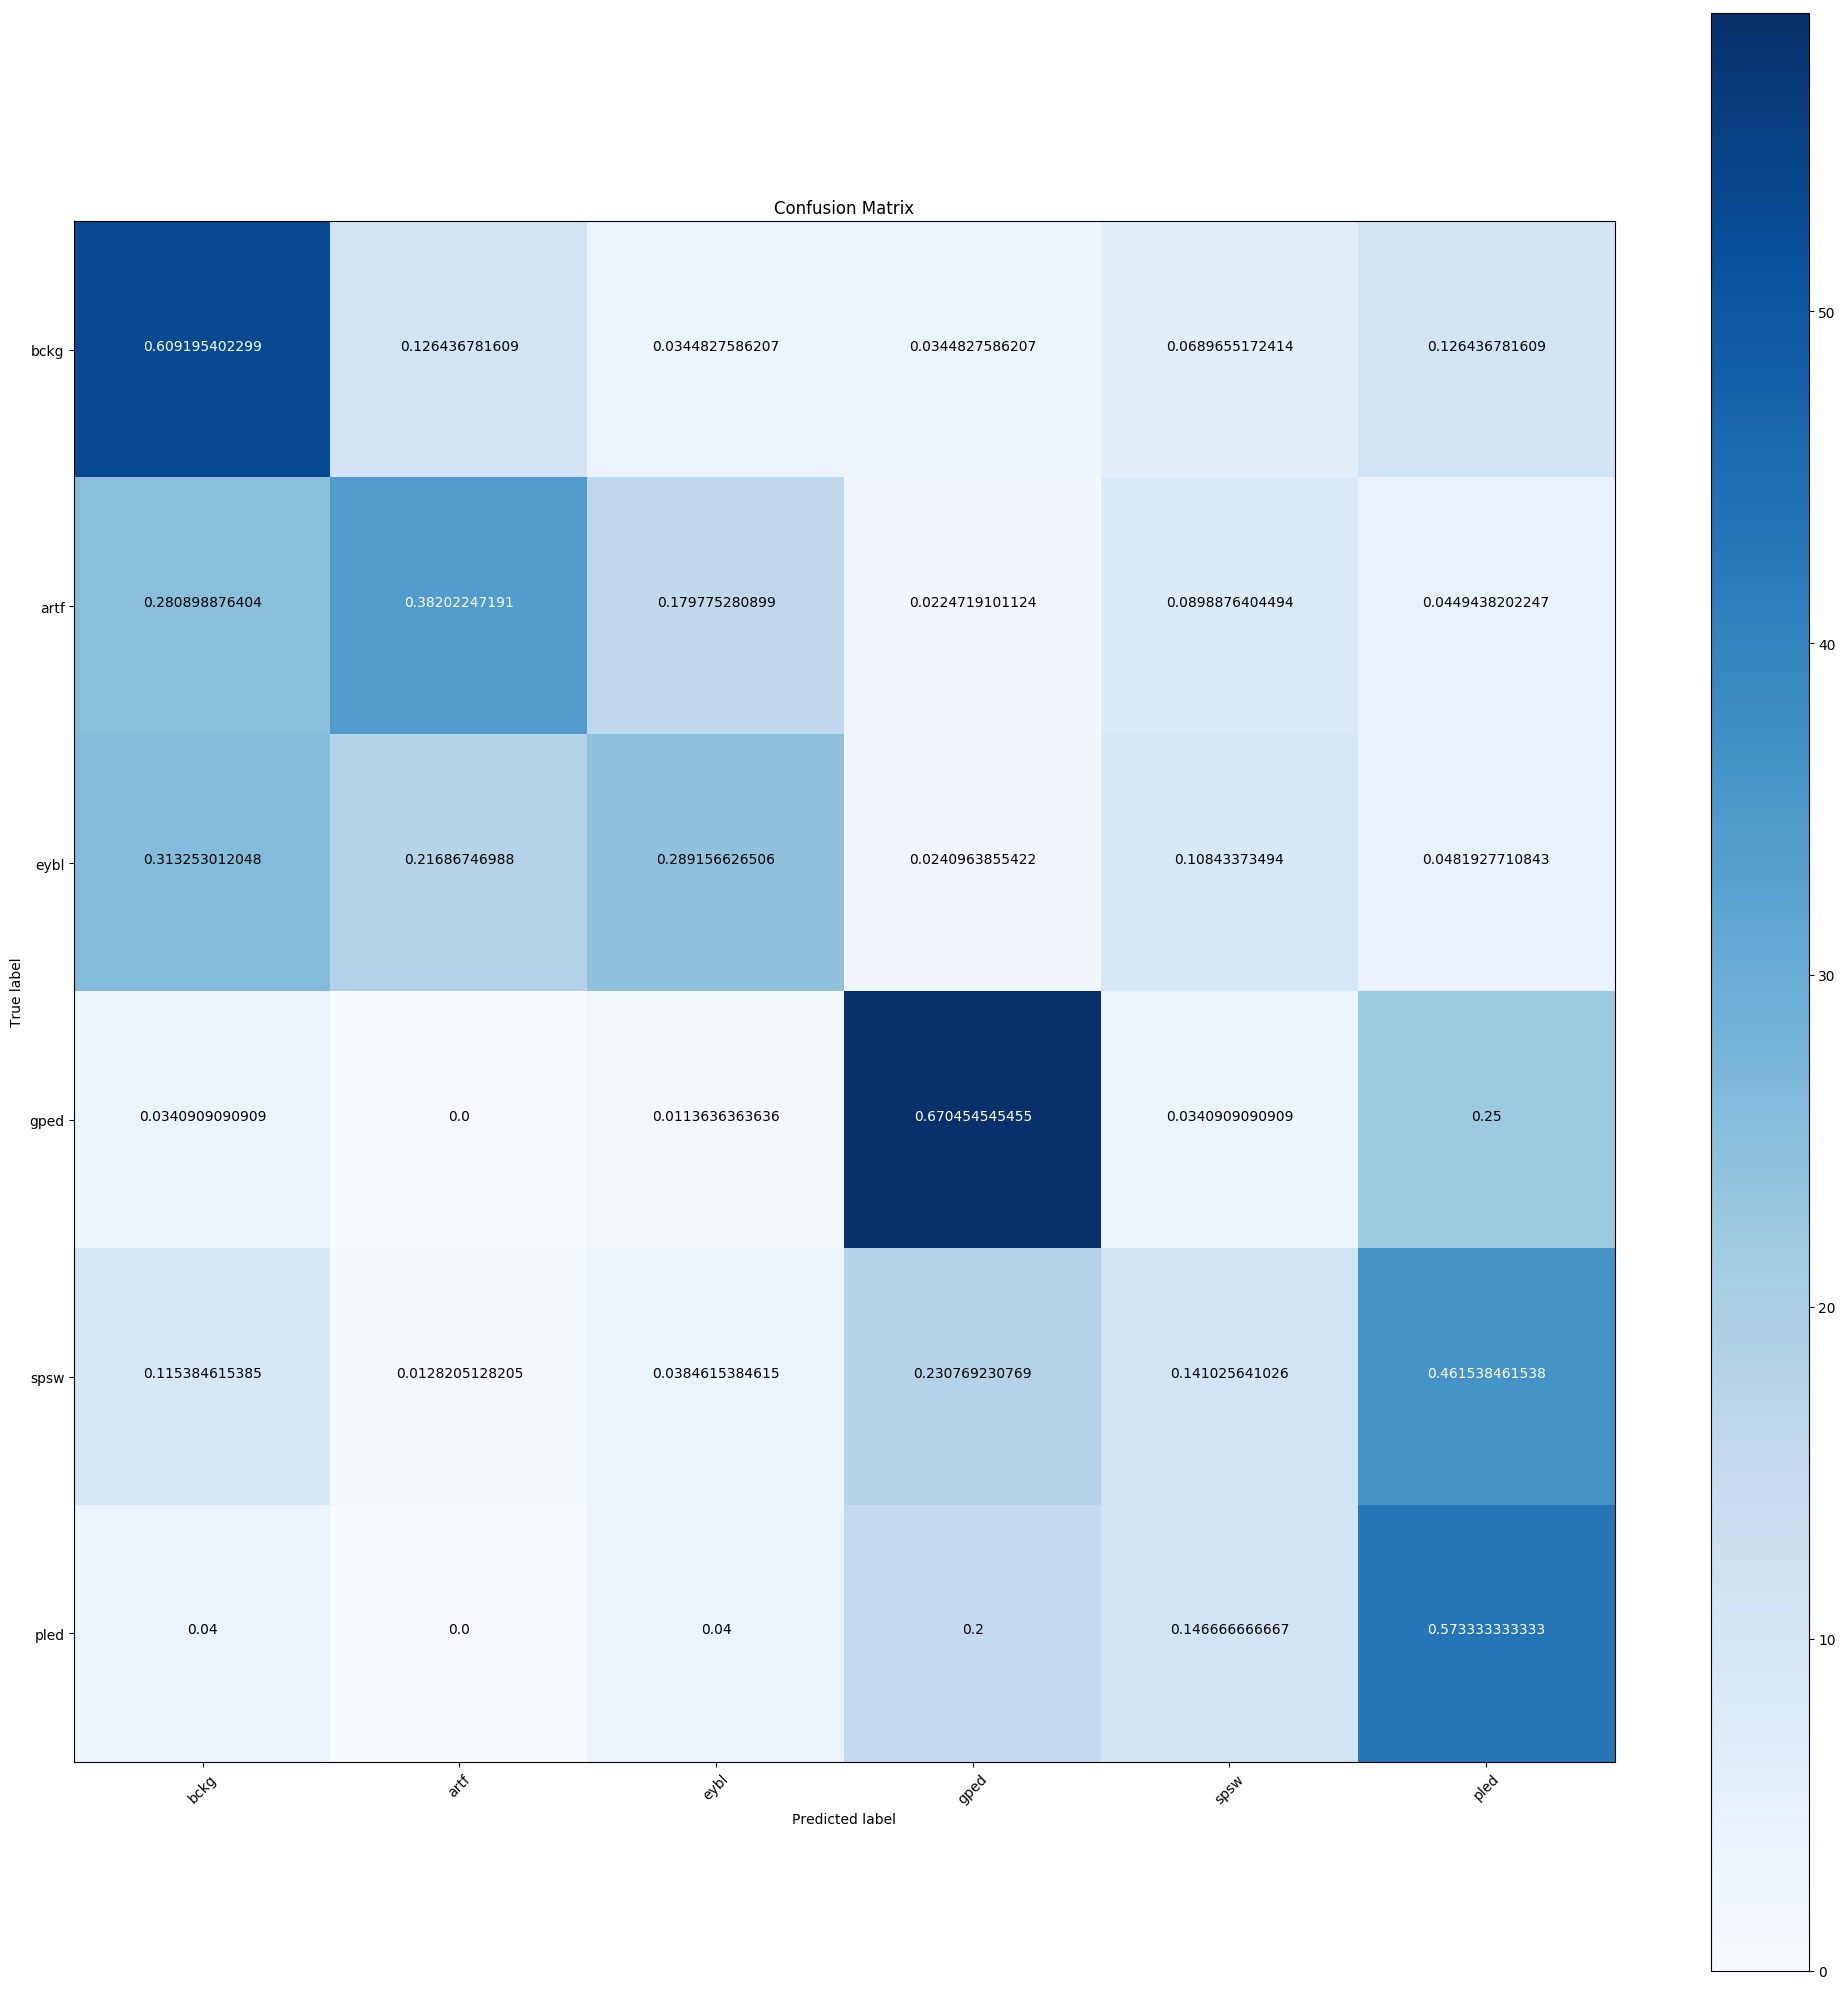 Confusion Matrix
bckg 0.609195402299 0.126436781609 0.0344827586207 0.0344827586207 0.0689655172414 0.126436781609
artf 0.280898876404 0.38202247191 0.179775280899 0.0224719101124 0.0898876404494 0.0449438202247
eybl 0.313253012048 0.21686746988 0.289156626506 0.0240963855422 0.10843373494 0.0481927710843
gped 0.0340909090909 0.0 0.0113636363636 0.670454545455 0.0340909090909 0.25
spsw 0.115384615385 0.0128205128205 0.0384615384615 0.230769230769 0.141025641026 0.461538461538
pled 0.04 0.0 0.04 0.2 0.146666666667 0.573333333333
bckg artf eybl gped spsw pled
Predicted label
True label
50
40
30
20
10
0